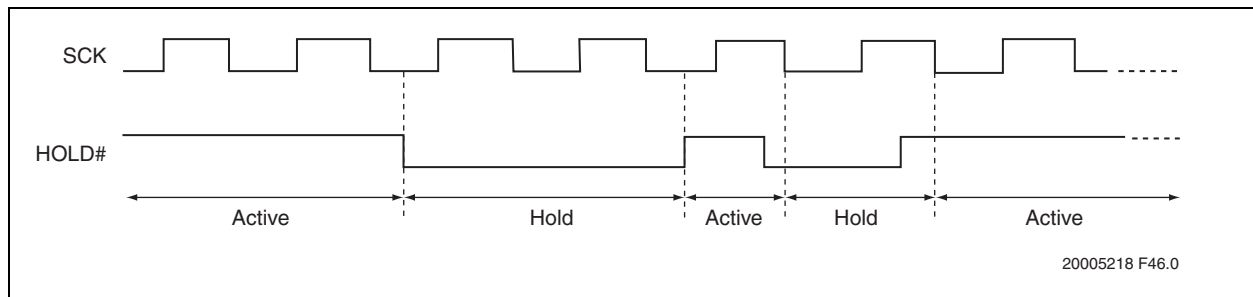 SCK
HOLD#
Active Hold Active Hold Active
20005218 F46.0